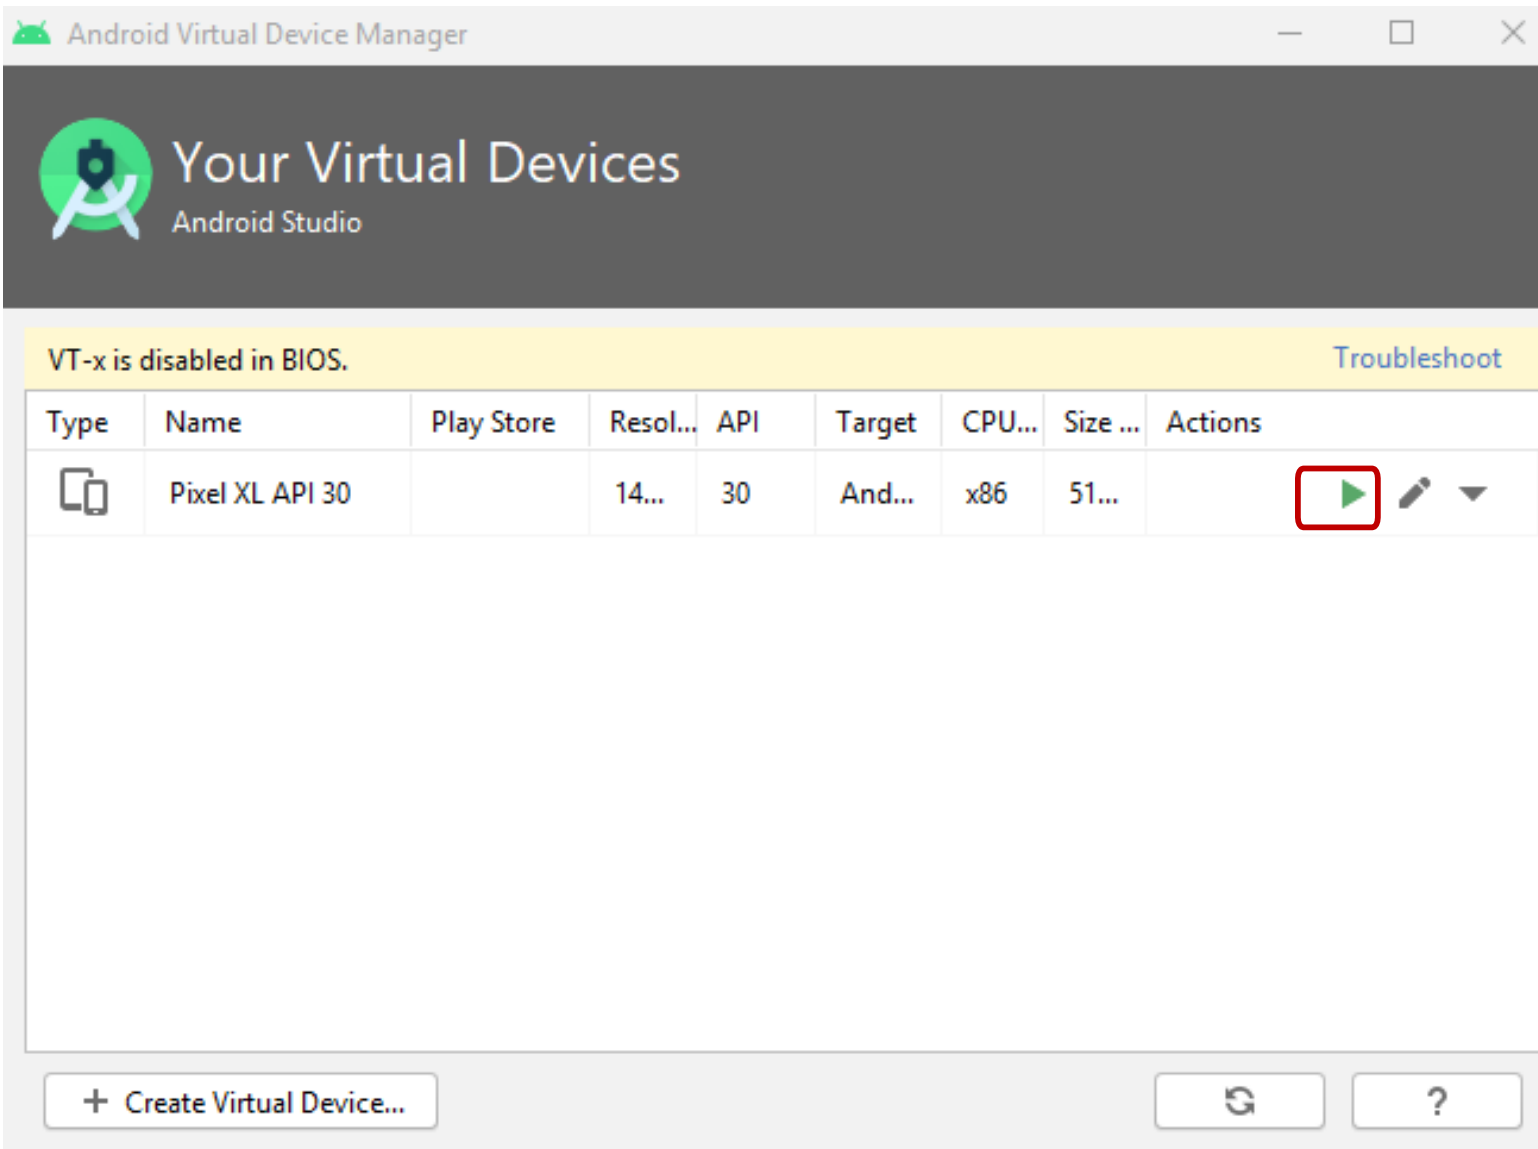 Android Virtual Device Manager
Your Virtual Devices
Android Studio
VT-x is disabled in BIOS. Troubleshoot
Type Name Play Store Resol... API Target CPU... Size ... Actions
Pixel XL API 30 14... 30 And... x86 51...
+ Create Virtual Device... ?